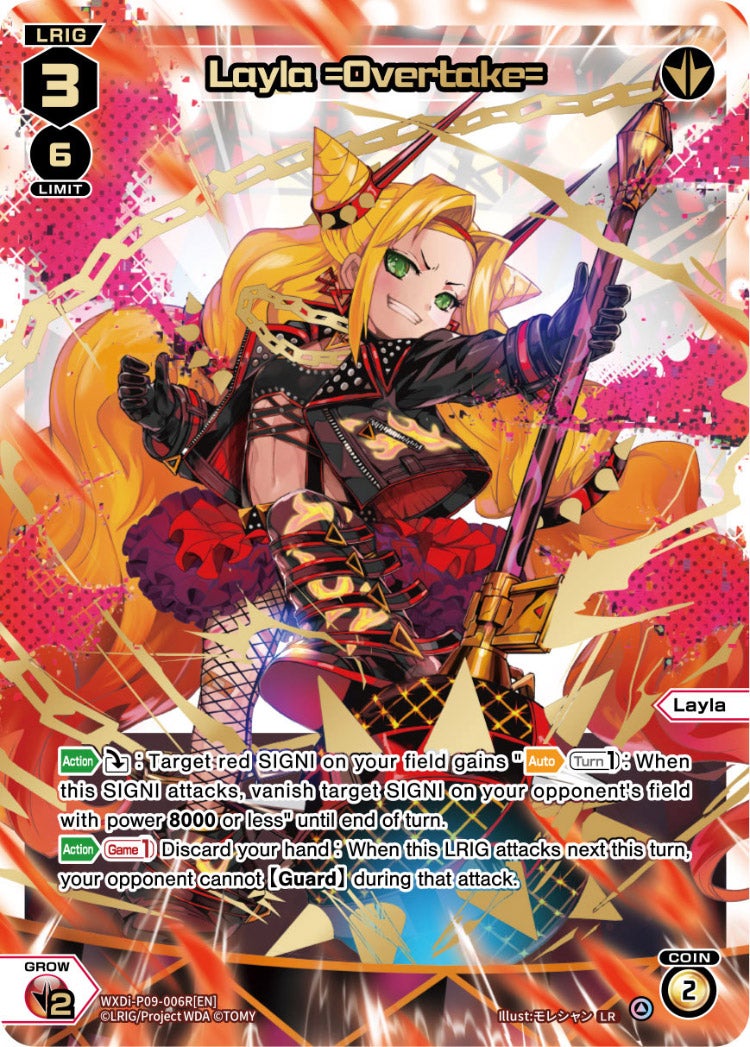 LRIG
3
Layla =Overtake=
6
LIMIT
Layla
Action : Target red SIGNI on your field gains "Auto Turn 1 : When
this SIGNI attacks, vanish target SIGNI on your opponent's field
with power 8000 or less" until end of turn.
Action Game 1 Discard your hand : When this LRIG attacks next this turn,
your opponent cannot【Guard】during that attack.
GROW
2
WXDi-P09-006R[EN]
©LRIG/Project WDA ©TOMY
Illust:モレシャン LR
COIN
2